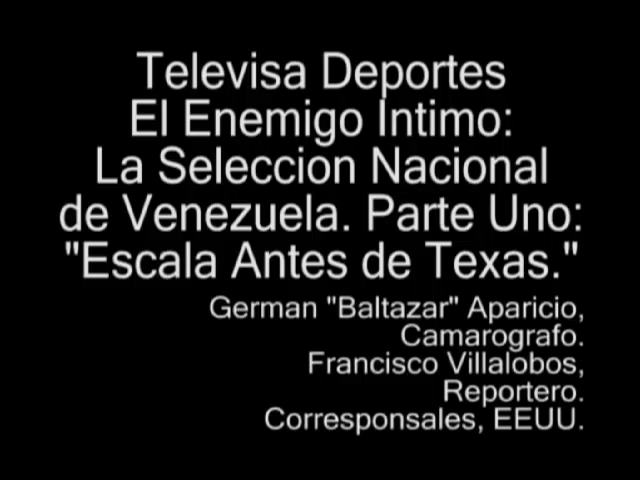 Televisa Deportes
El Enemigo Intimo:
La Seleccion Nacional
de Venezuela. Parte Uno:
"Escala Antes de Texas."
German "Baltazar" Aparicio,
Camarografo.
Francisco Villalobos,
Reportero.
Corresponsales, EEUU.